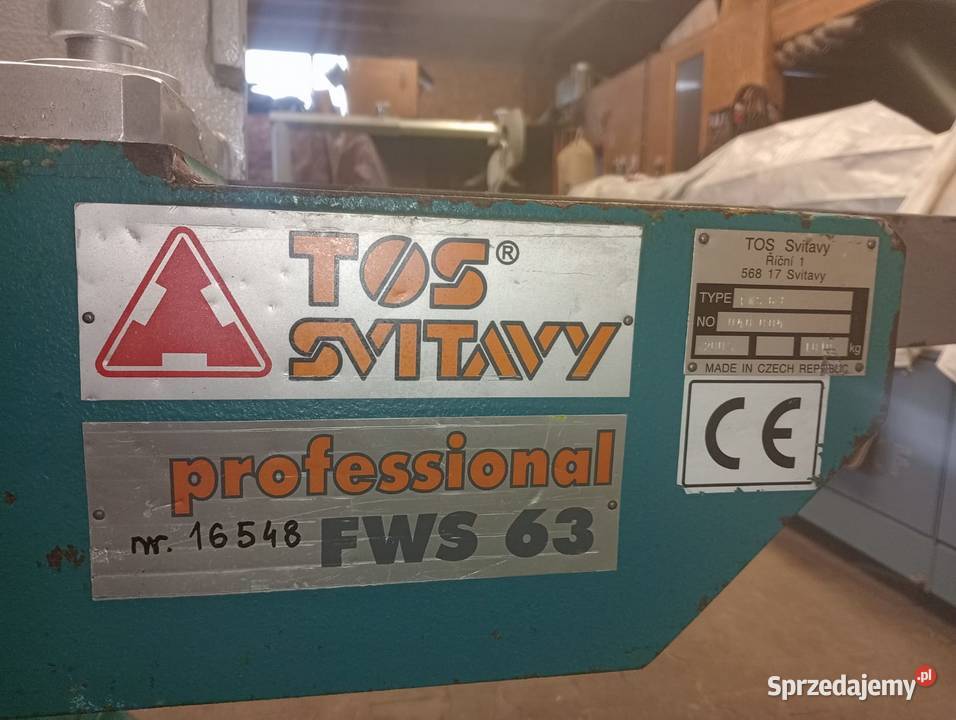 TOS®
SVITAVY
professional
nr. 16548 FWS 63
TOS Svitavy
Říční 1
568 17 Svitavy
TYPE
NO
kg
MADE IN CZECH REPUBLIC
CE
Sprzedajemy.pl